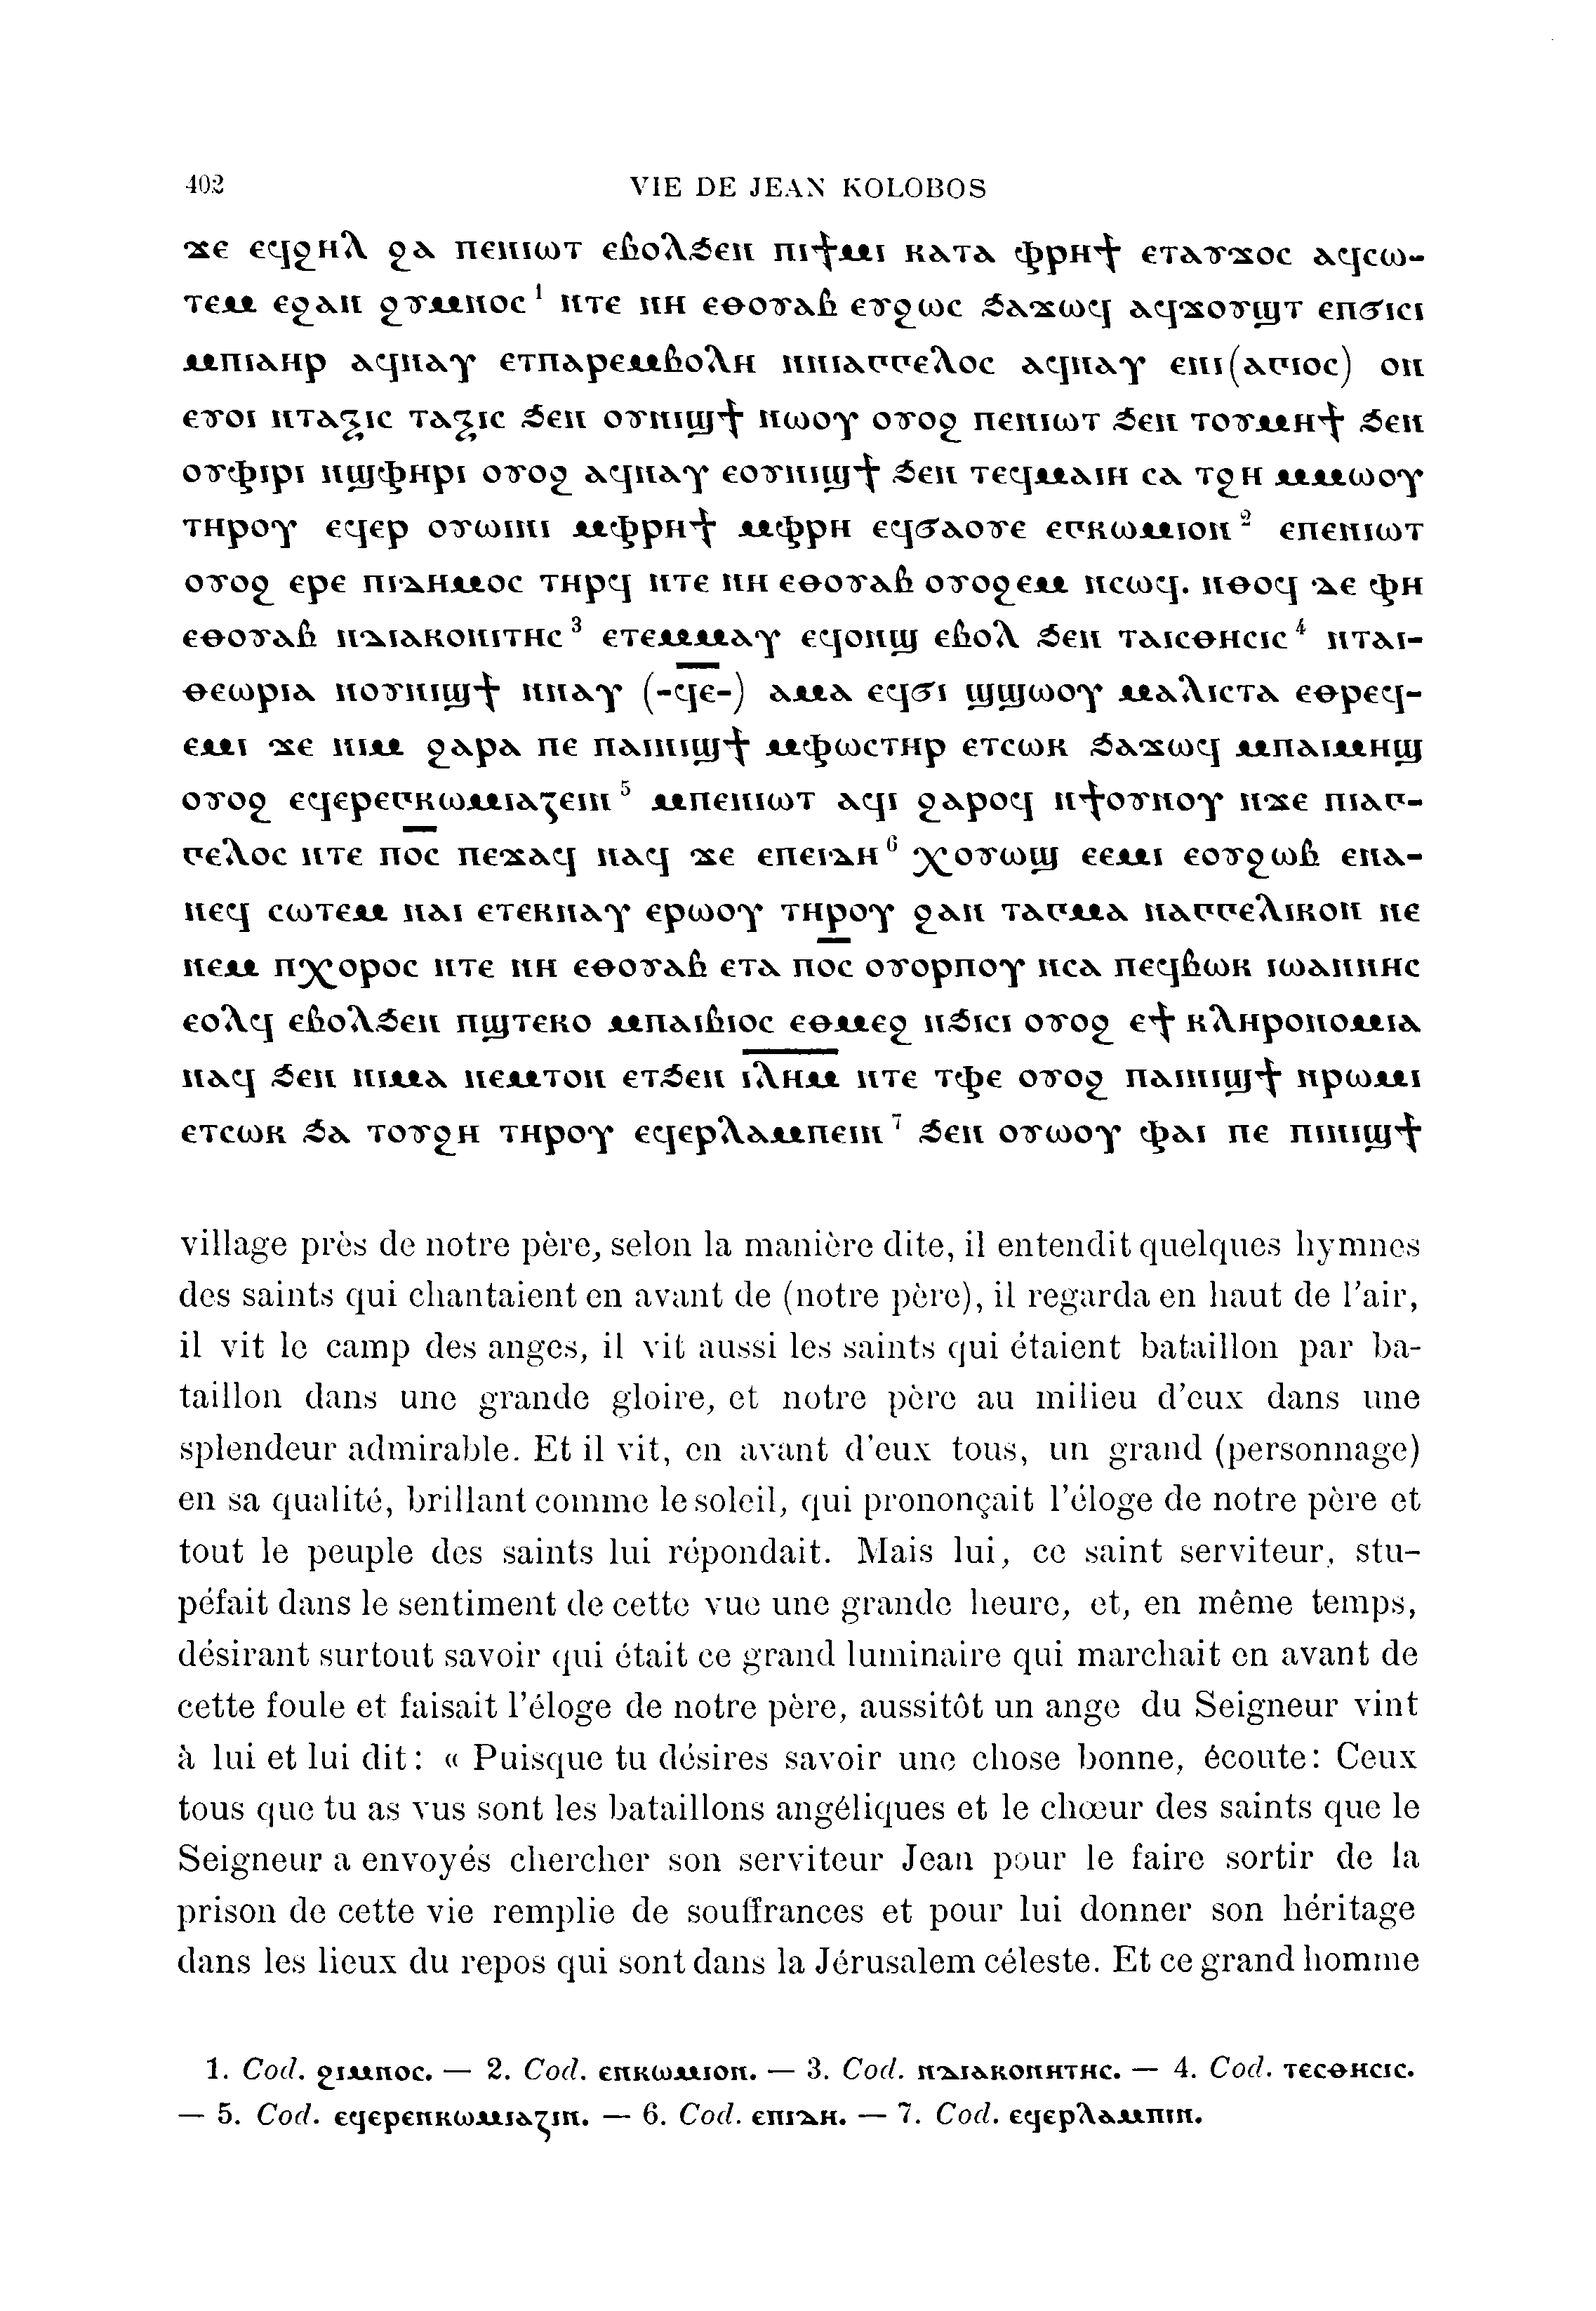 402 VIE DE JEAN KOLOBOS
ϫⲉ ⲉϥϩⲏⲗ ϩⲁ ⲡⲉⲛⲓⲱⲧ ⲉⲃⲟⲗϧⲉⲛ ⲡⲓϯⲙⲓ ⲕⲁⲧⲁ ⲫⲣⲏϯ ⲉⲧⲁⲩϫⲟⲥ ⲁϥⲥⲱ-
ⲧⲉⲙ ⲉϩⲁⲛ ϩⲩⲙⲛⲟⲥ¹ ⲛⲧⲉ ⲛⲏ ⲉⲑⲟⲩⲁⲃ ⲉⲩϩⲱⲥ ϧⲁϫⲱϥ ⲁϥϫⲟⲩϣⲧ ⲉⲡϭⲓⲥⲓ
ⲙⲡⲓⲁⲏⲣ ⲁϥⲛⲁⲩ ⲉⲧⲡⲁⲣⲉⲙⲃⲟⲗⲏ ⲛⲛⲓⲁⲅⲅⲉⲗⲟⲥ ⲁϥⲛⲁⲩ ⲉⲛⲓ(ⲁⲅⲓⲟⲥ) ⲟⲛ
ⲉⲩⲟⲓ ⲛⲧⲁⲝⲓⲥ ⲧⲁⲝⲓⲥ ϧⲉⲛ ⲟⲩⲛⲓϣϯ ⲛⲱⲟⲩ ⲟⲩⲟϩ ⲡⲉⲛⲓⲱⲧ ϧⲉⲛ ⲧⲟⲩⲙⲏϯ ϧⲉⲛ
ⲟⲩⲫⲓⲣⲓ ⲛϣⲫⲏⲣⲓ ⲟⲩⲟϩ ⲁϥⲛⲁⲩ ⲉⲟⲩⲛⲓϣϯ ϧⲉⲛ ⲧⲉϥⲙⲁⲓⲏ ⲥⲁ ⲧϩⲏ ⲙⲙⲱⲟⲩ
ⲧⲏⲣⲟⲩ ⲉϥⲉⲣ ⲟⲩⲱⲓⲛⲓ ⲙⲫⲣⲏϯ ⲙⲫⲣⲏ ⲉϥϭⲁⲟⲩⲉ ⲉⲅⲕⲱⲙⲓⲟⲛ² ⲉⲡⲉⲛⲓⲱⲧ
ⲟⲩⲟϩ ⲉⲣⲉ ⲡⲓⲇⲏⲙⲟⲥ ⲧⲏⲣϥ ⲛⲧⲉ ⲛⲏ ⲉⲑⲟⲩⲁⲃ ⲟⲩⲟϩⲉⲙ ⲛⲥⲱϥ. ⲛⲑⲟϥ ⲇⲉ ⲫⲏ
ⲉⲑⲟⲩⲁⲃ ⲛⲇⲓⲁⲕⲟⲛⲓⲧⲏⲥ³ ⲉⲧⲉⲙⲙⲁⲩ ⲉϥⲟⲛϣ ⲉⲃⲟⲗ ϧⲉⲛ ⲧⲁⲓⲥⲑⲏⲥⲓⲥ⁴ ⲛⲧⲁⲓ-
ⲑⲉⲱⲣⲓⲁ ⲛⲟⲩⲛⲓϣϯ ⲛⲛⲁⲩ (-ϥ̅ⲉ̅-) ⲁⲙⲁ ⲉϥϭⲓ ϣϣⲱⲟⲩ ⲙⲁⲗⲓⲥⲧⲁ ⲉⲑⲣⲉϥ-
ⲉⲙⲓ ϫⲉ ⲛⲓⲙ ϩⲁⲣⲁ ⲡⲉ ⲡⲁⲓⲛⲓϣϯ ⲙⲫⲱⲥⲧⲏⲣ ⲉⲧⲥⲱⲕ ϧⲁϫⲱϥ ⲙⲡⲁⲓⲙⲏϣ
ⲟⲩⲟϩ ⲉϥⲉⲣⲉⲅⲕⲱⲙⲓⲁⲍⲉⲓⲛ⁵ ⲙⲡⲉⲛⲓⲱⲧ ⲁϥⲓ ϩⲁⲣⲟϥ ⲛϯⲟⲩⲛⲟⲩ ⲛϫⲉ ⲡⲓⲁⲅ-
ⲅⲉⲗⲟⲥ ⲛⲧⲉ ⲡⲟ̅ⲥ̅ ⲡⲉϫⲁϥ ⲛⲁϥ ϫⲉ ⲉⲡⲉⲓⲇⲏ⁶ ⲭⲟⲩⲱϣ ⲉⲉⲙⲓ ⲉⲟⲩϩⲱⲃ ⲉⲛⲁ-
ⲛⲉϥ ⲥⲱⲧⲉⲙ ⲛⲁⲓ ⲉⲧⲉⲕⲛⲁⲩ ⲉⲣⲱⲟⲩ ⲧⲏⲣⲟⲩ ϩⲁⲛ ⲧⲁⲅⲙⲁ ⲛⲁⲅⲅⲉⲗⲓⲕⲟⲛ ⲛⲉ
ⲛⲉⲙ ⲡⲭⲟⲣⲟⲥ ⲛⲧⲉ ⲛⲏ ⲉⲑⲟⲩⲁⲃ ⲉⲧⲁ ⲡⲟ̅ⲥ̅ ⲟⲩⲟⲣⲡⲟⲩ ⲛⲥⲁ ⲡⲉϥⲃⲱⲕ ⲓⲱⲁⲛⲛⲏⲥ
ⲉⲟⲗϥ ⲉⲃⲟⲗϧⲉⲛ ⲡϣⲧⲉⲕⲟ ⲙⲡⲁⲓⲃⲓⲟⲥ ⲉⲑⲙⲉϩ ⲛϧⲓⲥⲓ ⲟⲩⲟϩ ⲉϯ ⲕⲗⲏⲣⲟⲛⲟⲙⲓⲁ
ⲛⲁϥ ϧⲉⲛ ⲛⲓⲙⲁ ⲛⲉⲙⲧⲟⲛ ⲉⲧϧⲉⲛ ⲓ̅ⲗ̅ⲏ̅ⲙ̅ ⲛⲧⲉ ⲧⲫⲉ ⲟⲩⲟϩ ⲡⲁⲓⲛⲓϣϯ ⲛⲣⲱⲙⲓ
ⲉⲧⲥⲱⲕ ϧⲁ ⲧⲟⲩϩⲏ ⲧⲏⲣⲟⲩ ⲉϥⲉⲣⲗⲁⲙⲡⲉⲓⲛ⁷ ϧⲉⲛ ⲟⲩⲱⲟⲩ ⲫⲁⲓ ⲡⲉ ⲡⲓⲛⲓϣϯ
village près de notre père, selon la manière dite, il entendit quelques hymnes
des saints qui chantaient en avant de (notre père), il regarda en haut de l'air,
il vit le camp des anges, il vit aussi les saints qui étaient bataillon par ba-
taillon dans une grande gloire, et notre père au milieu d'eux dans une
splendeur admirable. Et il vit, en avant d'eux tous, un grand (personnage)
en sa qualité, brillant comme le soleil, qui prononçait l'éloge de notre père et
tout le peuple des saints lui répondait. Mais lui, ce saint serviteur, stu-
péfait dans le sentiment de cette vue une grande heure, et, en même temps,
désirant surtout savoir qui était ce grand luminaire qui marchait en avant de
cette foule et faisait l'éloge de notre père, aussitôt un ange du Seigneur vint
à lui et lui dit: « Puisque tu désires savoir une chose bonne, écoute: Ceux
tous que tu as vus sont les bataillons angéliques et le chœur des saints que le
Seigneur a envoyés chercher son serviteur Jean pour le faire sortir de la
prison de cette vie remplie de souffrances et pour lui donner son héritage
dans les lieux du repos qui sont dans la Jérusalem céleste. Et ce grand homme
1. Cod. ϩⲓⲙⲛⲟⲥ. — 2. Cod. ⲉⲛⲕⲱⲙⲓⲟⲛ. — 3. Cod. ⲛⲇⲓⲁⲕⲟⲛⲏⲧⲏⲥ. — 4. Cod. ⲧⲉⲥⲑⲏⲥⲓⲥ.
— 5. Cod. ⲉϥⲉⲣⲉⲛⲕⲱⲙⲓⲁⲍⲓⲛ. — 6. Cod. ⲉⲡⲓⲇⲏ. — 7. Cod. ⲉϥⲉⲣⲗⲁⲙⲡⲓⲛ.